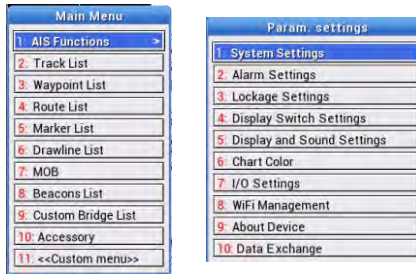 Main Menu
1: AIS Functions >
2: Track List
3: Waypoint List
4: Route List
5: Marker List
6: Drawline List
7: MOB
8: Beacons List
9: Custom Bridge List
10: Accessory
11: <<Custom menu>>
Param. settings
1: System Settings
2: Alarm Settings
3: Lockage Settings
4: Display Switch Settings
5: Display and Sound Settings
6: Chart Color
7: I/O Settings
8: WiFi Management
9: About Device
10: Data Exchange